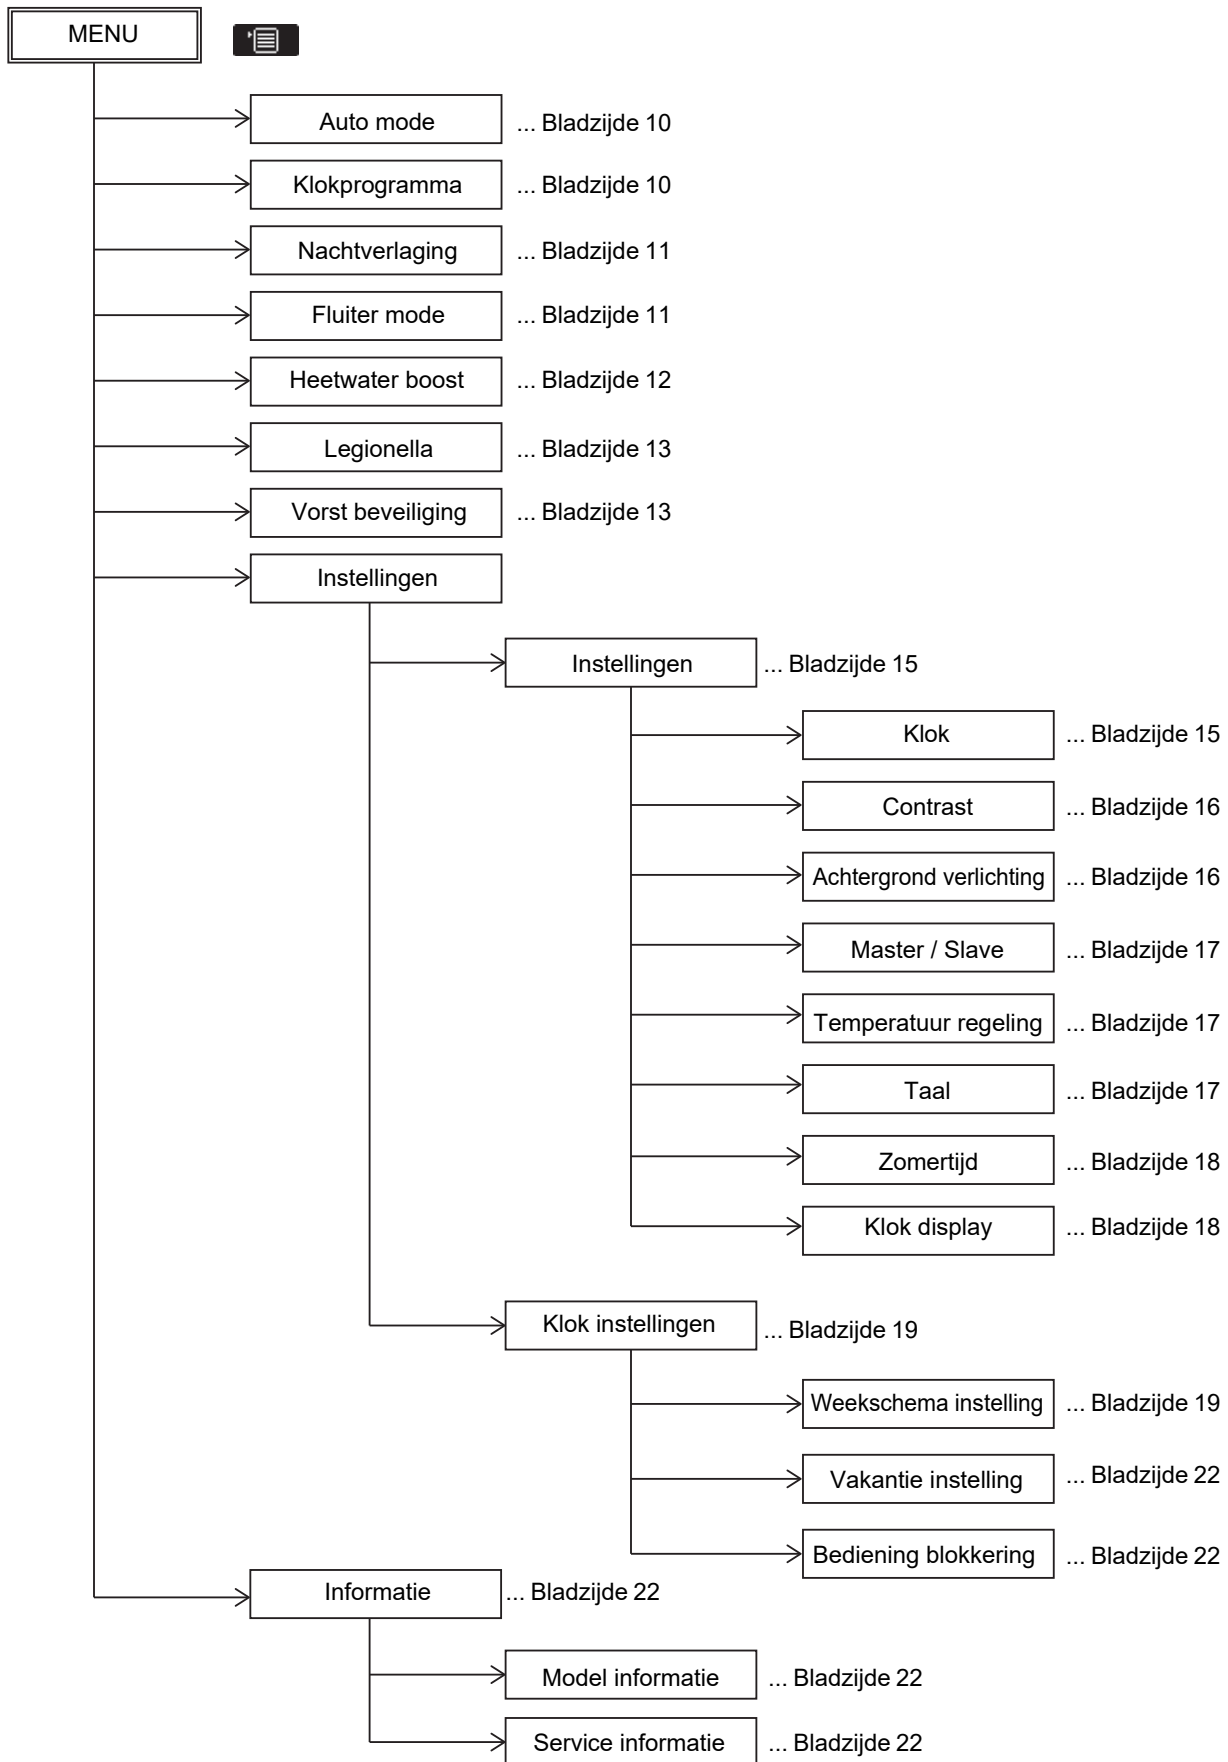 MENU
Auto mode ... Bladzijde 10
Klokprogramma ... Bladzijde 10
Nachtverlaging ... Bladzijde 11
Fluiter mode ... Bladzijde 11
Heetwater boost ... Bladzijde 12
Legionella ... Bladzijde 13
Vorst beveiliging ... Bladzijde 13
Instellingen
Instellingen ... Bladzijde 15
Klok ... Bladzijde 15
Contrast ... Bladzijde 16
Achtergrond verlichting ... Bladzijde 16
Master / Slave ... Bladzijde 17
Temperatuur regeling ... Bladzijde 17
Taal ... Bladzijde 17
Zomertijd ... Bladzijde 18
Klok display ... Bladzijde 18
Klok instellingen ... Bladzijde 19
Weekschema instelling ... Bladzijde 19
Vakantie instelling ... Bladzijde 22
Bediening blokkering ... Bladzijde 22
Informatie ... Bladzijde 22
Model informatie ... Bladzijde 22
Service informatie ... Bladzijde 22